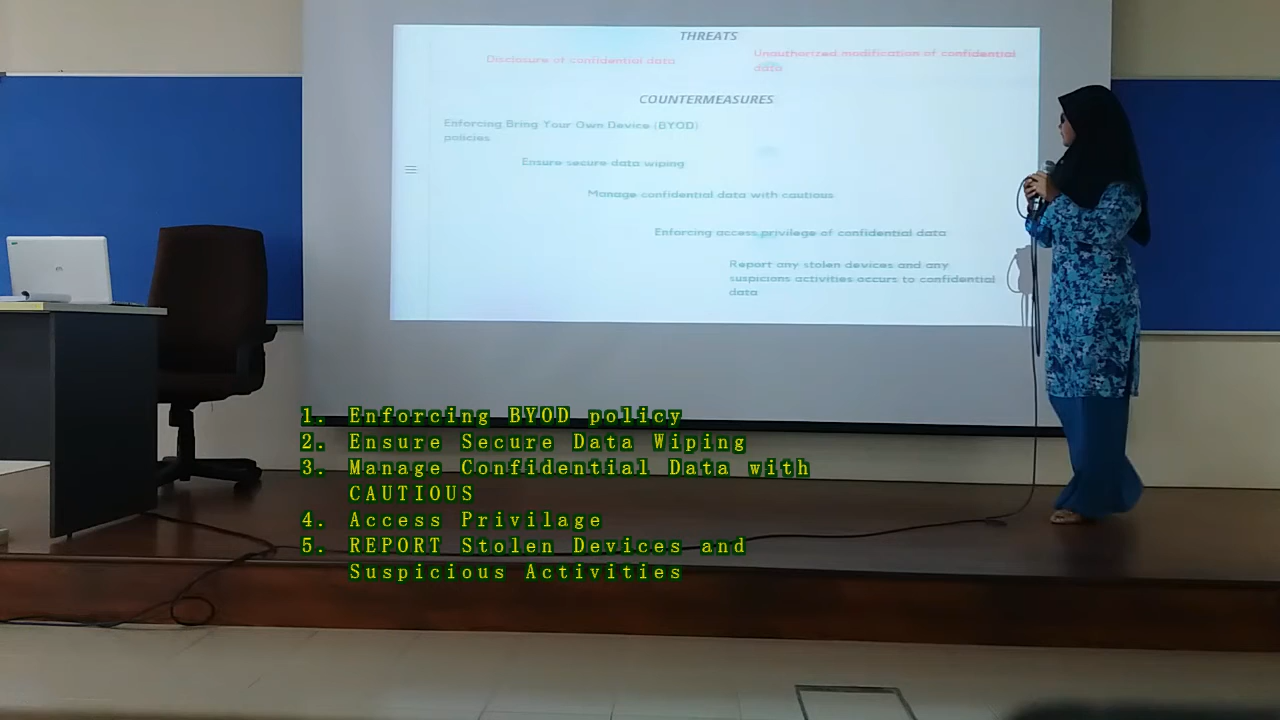 THREATS
Disclosure of confidential data
Unauthorized modification of confidential
data
COUNTERMEASURES
Enforcing Bring Your Own Device (BYOD)
policies
Ensure secure data wiping
Manage confidential data with cautious
Enforcing access privilege of confidential data
Report any stolen devices and any
suspicions activities occurs to confidential
data
1. Enforcing BYOD policy
2. Ensure Secure Data Wiping
3. Manage Confidential Data with
CAUTIOUS
4. Access Privilage
5. REPORT Stolen Devices and
Suspicious Activities